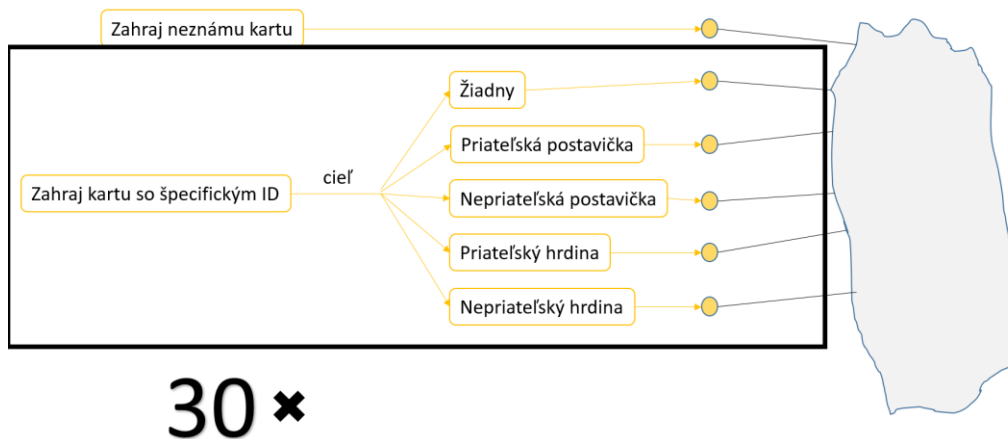 Zahraj neznámu kartu
Žiadny
Priateľská postavička
cieľ
Zahraj kartu so špecifickým ID
Nepriateľská postavička
Priateľský hrdina
Nepriateľský hrdina
30 ×